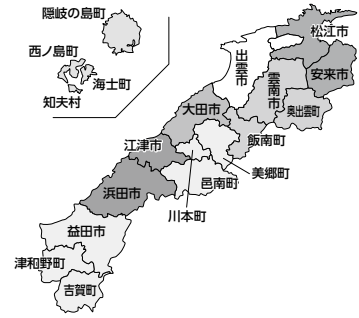 隠岐の島町
西ノ島町
海士町
知夫村
松江市
出雲市
雲南市
安来市
奥出雲町
大田市
飯南町
江津市
美郷町
邑南町
浜田市
川本町
益田市
津和野町
吉賀町